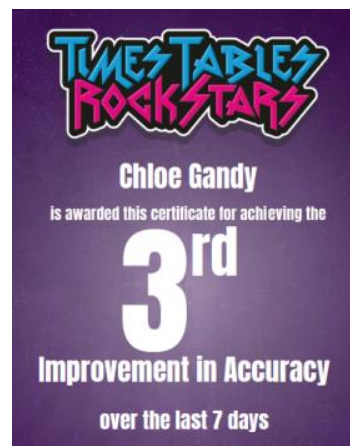 TIMES TABLES
ROCKSTARS
Chloe Gandy
is awarded this certificate for achieving the
3rd
Improvement in Accuracy
over the last 7 days